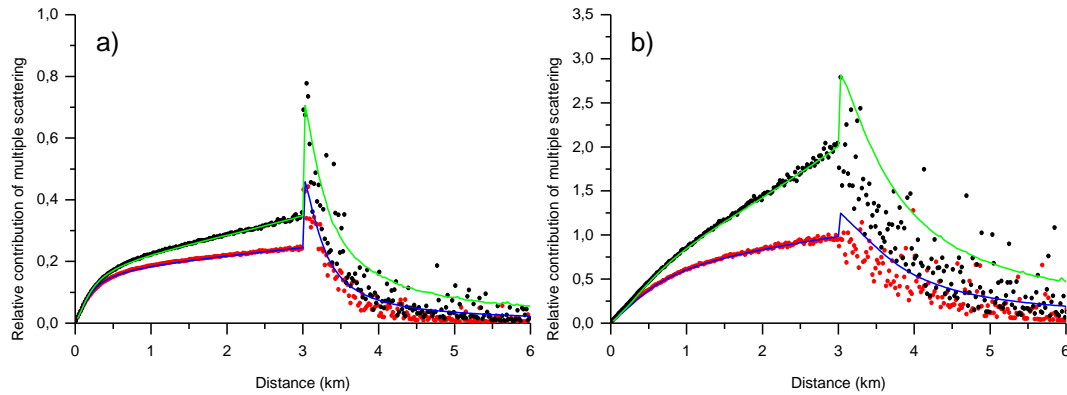 a)
Relative contribution of multiple scattering
1,0
0,8
0,6
0,4
0,2
0,0
0 1 2 3 4 5 6
Distance (km)
b)
Relative contribution of multiple scattering
3,5
3,0
2,5
2,0
1,5
1,0
0,5
0,0
0 1 2 3 4 5 6
Distance (km)